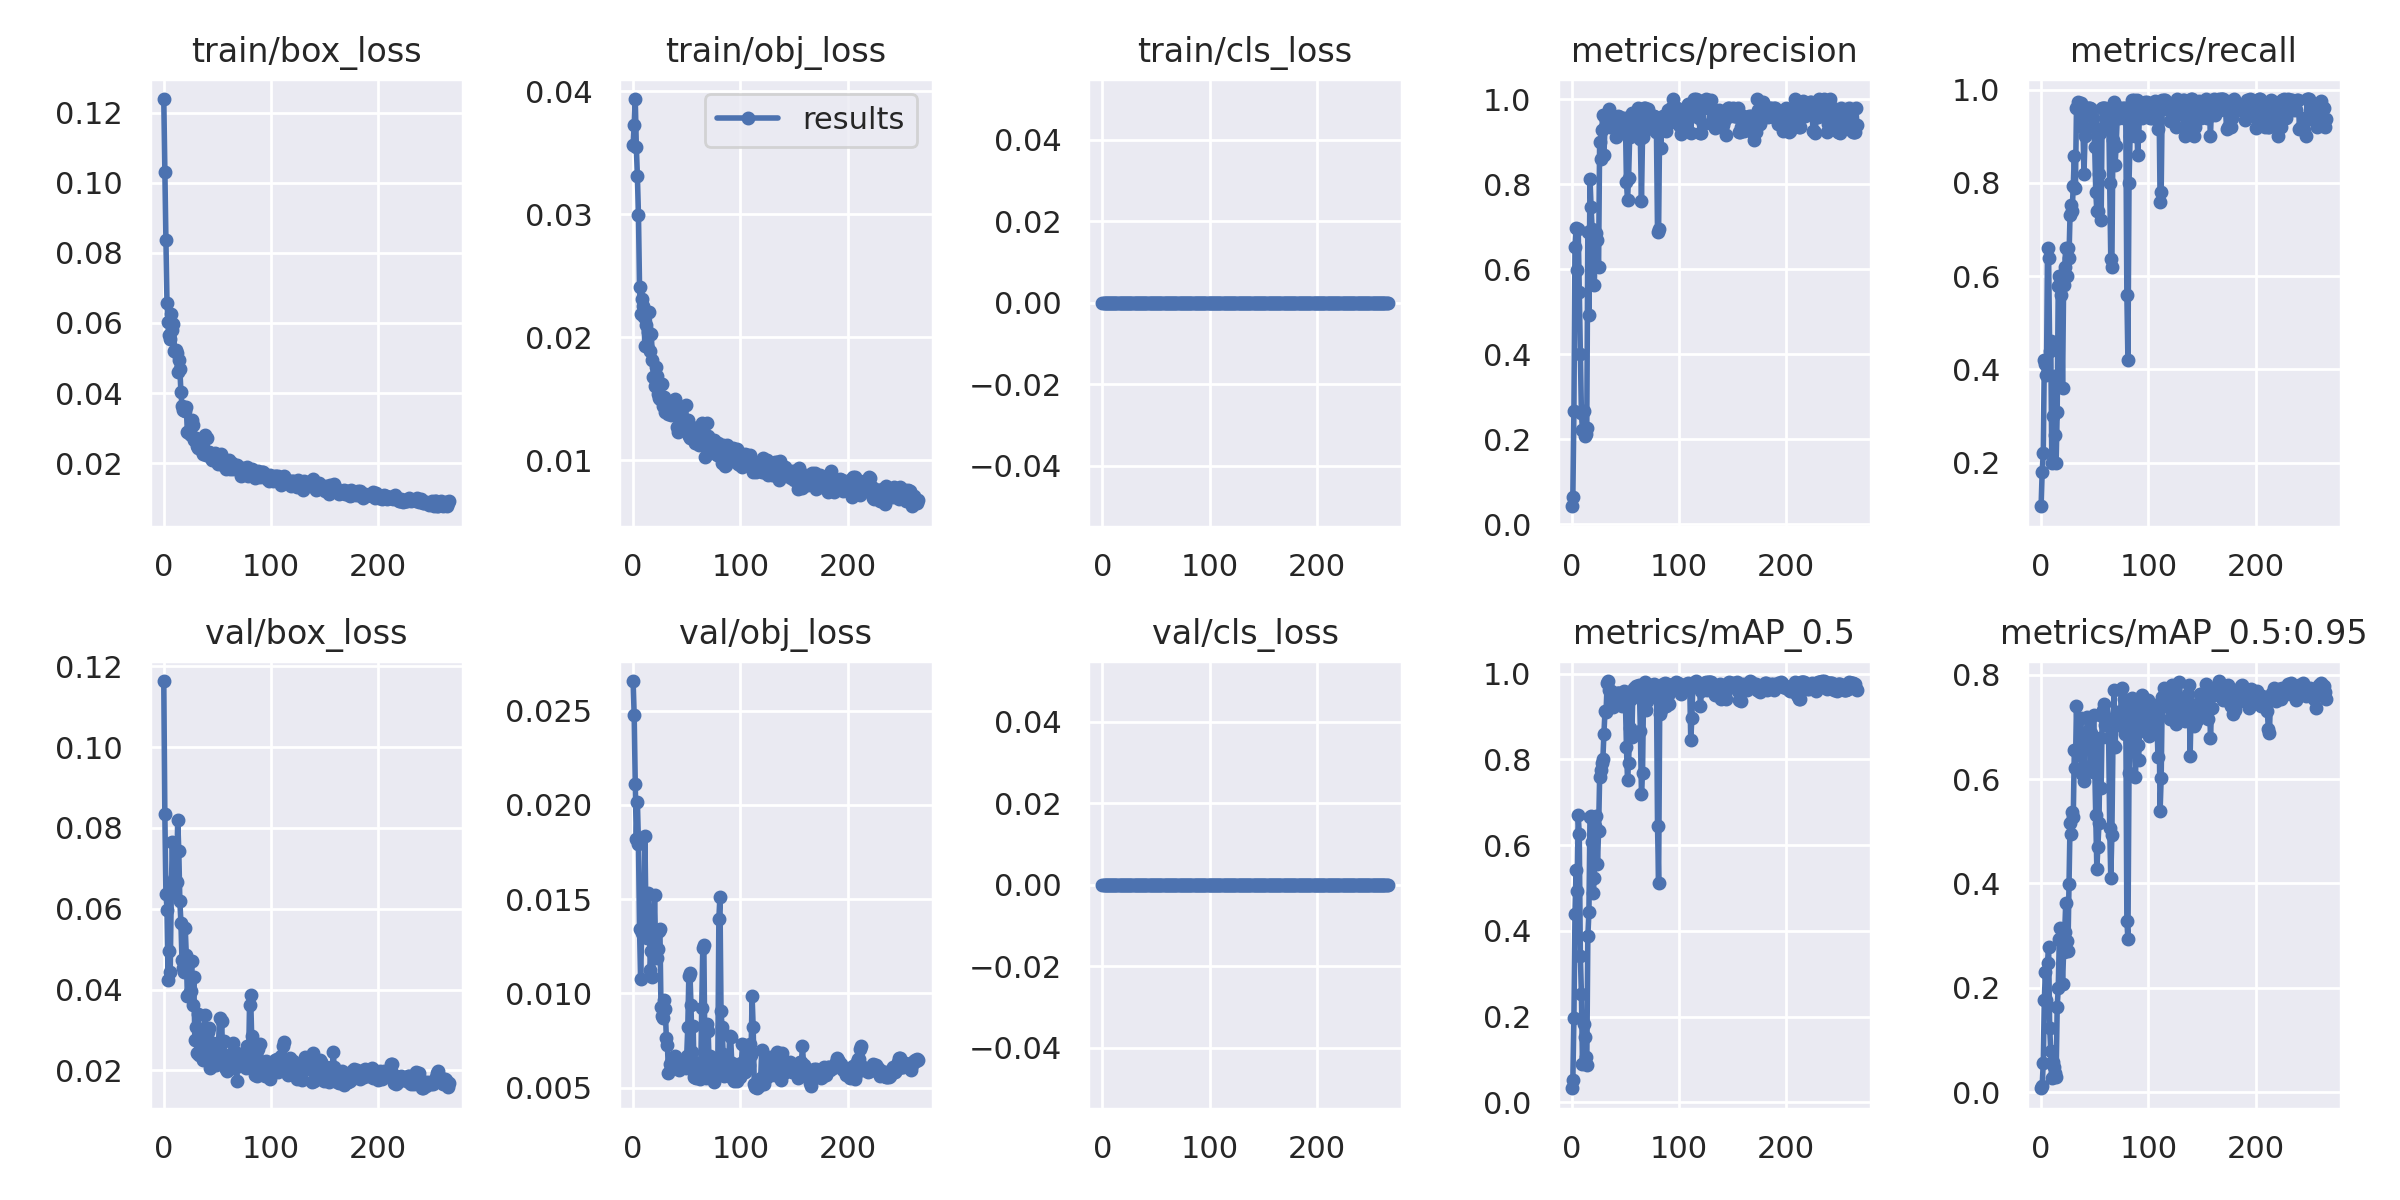 train/box_loss
0.12
0.10
0.08
0.06
0.04
0.02
0 100 200
train/obj_loss
results
0.04
0.03
0.02
0.01
0 100 200
train/cls_loss
0.04
0.02
0.00
−0.02
−0.04
0 100 200
metrics/precision
1.0
0.8
0.6
0.4
0.2
0.0
0 100 200
metrics/recall
1.0
0.8
0.6
0.4
0.2
0 100 200
val/box_loss
0.12
0.10
0.08
0.06
0.04
0.02
0 100 200
val/obj_loss
0.025
0.020
0.015
0.010
0.005
0 100 200
val/cls_loss
0.04
0.02
0.00
−0.02
−0.04
0 100 200
metrics/mAP_0.5
1.0
0.8
0.6
0.4
0.2
0.0
0 100 200
metrics/mAP_0.5:0.95
0.8
0.6
0.4
0.2
0.0
0 100 200